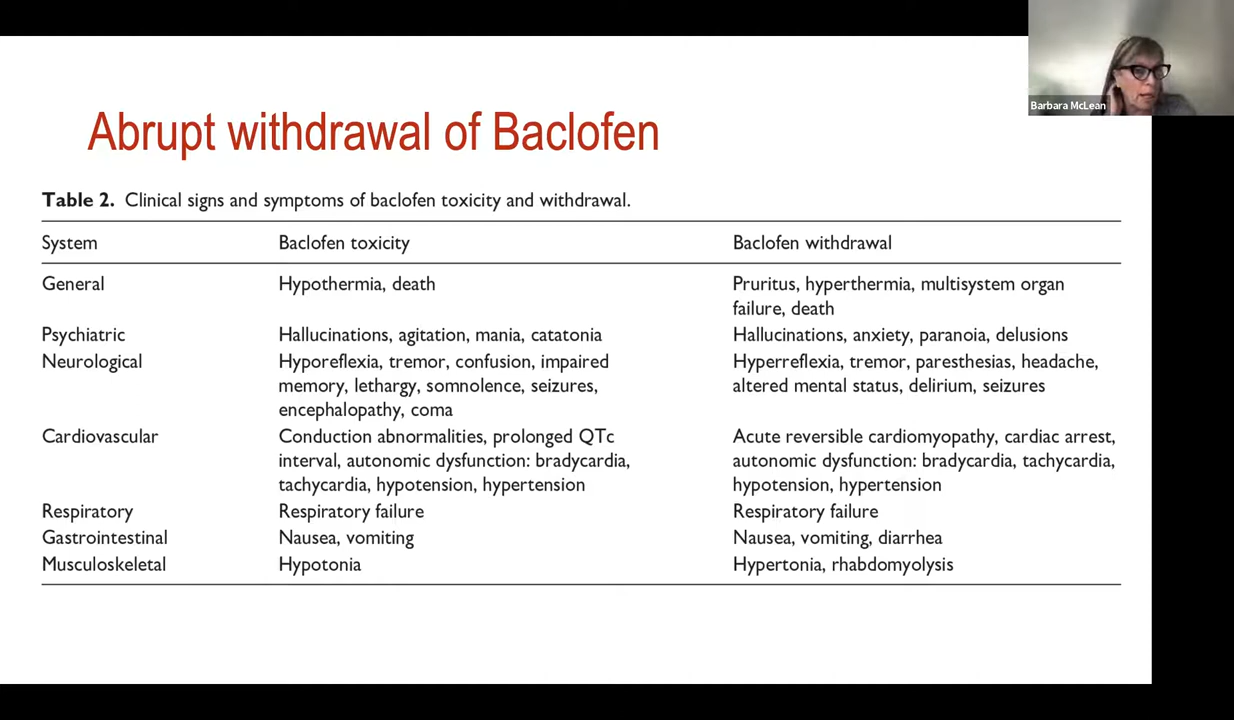 Barbara McLean
Abrupt withdrawal of Baclofen
Table 2. Clinical signs and symptoms of baclofen toxicity and withdrawal.
System Baclofen toxicity Baclofen withdrawal
General Hypothermia, death Pruritus, hyperthermia, multisystem organ
failure, death
Psychiatric Hallucinations, agitation, mania, catatonia Hallucinations, anxiety, paranoia, delusions
Neurological Hyporeflexia, tremor, confusion, impaired Hyperreflexia, tremor, paresthesias, headache,
memory, lethargy, somnolence, seizures, altered mental status, delirium, seizures
encephalopathy, coma
Cardiovascular Conduction abnormalities, prolonged QTc Acute reversible cardiomyopathy, cardiac arrest,
interval, autonomic dysfunction: bradycardia, autonomic dysfunction: bradycardia, tachycardia,
tachycardia, hypotension, hypertension hypotension, hypertension
Respiratory Respiratory failure Respiratory failure
Gastrointestinal Nausea, vomiting Nausea, vomiting, diarrhea
Musculoskeletal Hypotonia Hypertonia, rhabdomyolysis